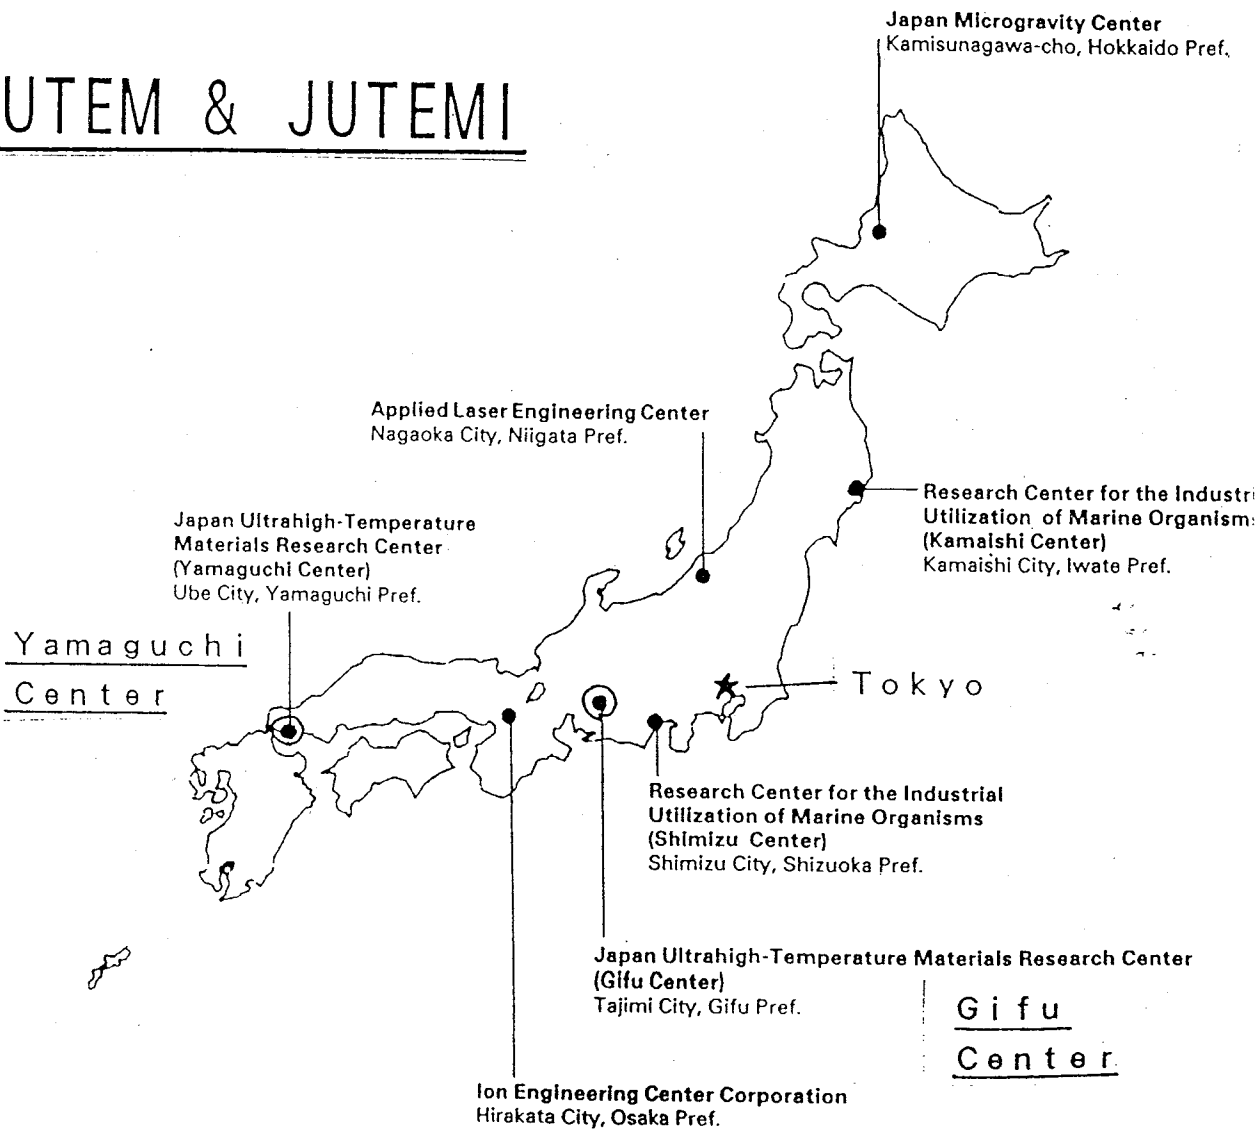 Japan Microgravity Center
Kamisunagawa-cho, Hokkaido Pref.
UTEM & JUTEMI
Applied Laser Engineering Center
Nagaoka City, Niigata Pref.
Research Center for the Industri
Utilization of Marine Organisms
(Kamaishi Center)
Kamaishi City, Iwate Pref.
Japan Ultrahigh-Temperature
Materials Research Center
(Yamaguchi Center)
Ube City, Yamaguchi Pref.
Yamaguchi
Center
Tokyo
Research Center for the Industrial
Utilization of Marine Organisms
(Shimizu Center)
Shimizu City, Shizuoka Pref.
Japan Ultrahigh-Temperature Materials Research Center
(Gifu Center)
Tajimi City, Gifu Pref.
Gifu
Center
Ion Engineering Center Corporation
Hirakata City, Osaka Pref.